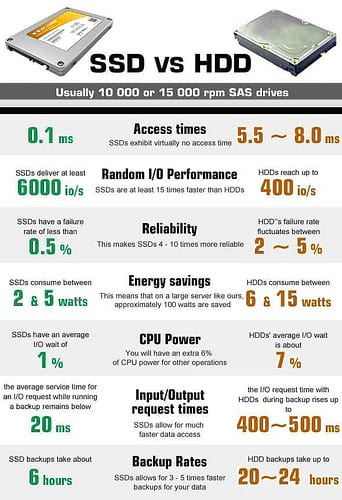 SSD vs HDD
Usually 10 000 or 15 000 rpm SAS drives
0.1 ms
Access times
SSDs exhibit virtually no access time
5.5 ~ 8.0 ms
SSDs deliver at least
6000 io/s
Random I/O Performance
SSDs are at least 15 times faster than HDDs
HDDs reach up to
400 io/s
SSDs have a failure
rate of less than
0.5 %
Reliability
This makes SSDs 4 - 10 times more reliable
HDD's failure rate
fluctuates between
2 ~ 5 %
SSDs consume between
2 & 5 watts
Energy savings
This means that on a large server like ours,
approximately 100 watts are saved
HDDs consume between
6 & 15 watts
SSDs have an average
I/O wait of
1 %
CPU Power
You will have an extra 6%
of CPU power for other operations
HDDs' average I/O wait
is about
7 %
the average service time for
an I/O request while running
a backup remains below
20 ms
Input/Output
request times
SSDs allow for much
faster data access
the I/O request time with
HDDs during backup rises up
to
400~500 ms
SSD backups take about
6 hours
Backup Rates
SSDs allows for 3 - 5 times faster
backups for your data
HDD backups take up to
20~24 hours